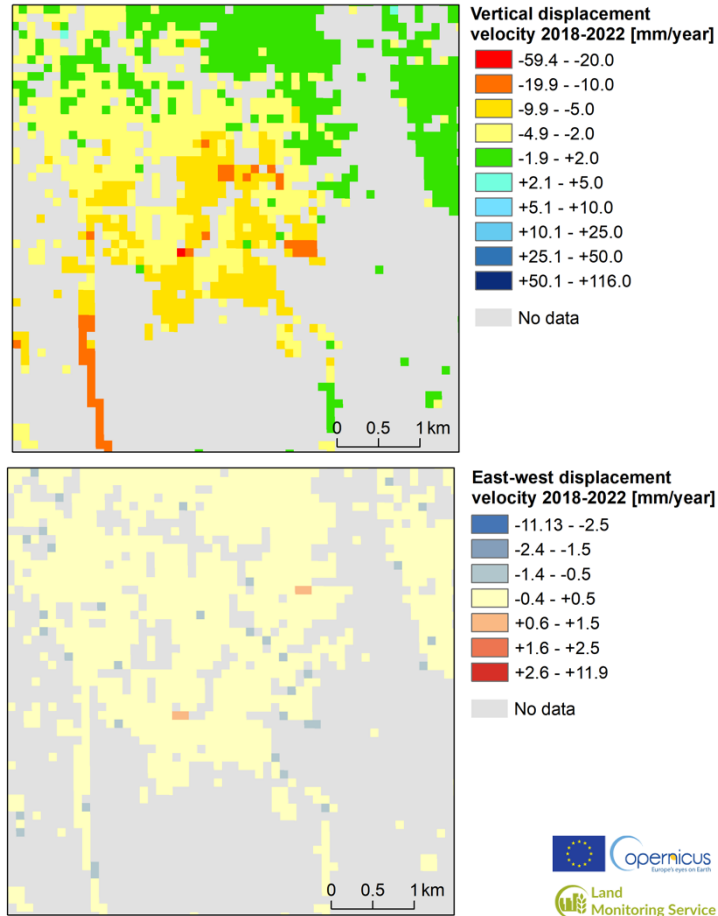 Vertical displacement
velocity 2018-2022 [mm/year]
-59.4 - -20.0
-19.9 - -10.0
-9.9 - -5.0
-4.9 - -2.0
-1.9 - +2.0
+2.1 - +5.0
+5.1 - +10.0
+10.1 - +25.0
+25.1 - +50.0
+50.1 - +116.0
No data
0 0.5 1 km
East-west displacement
velocity 2018-2022 [mm/year]
-11.13 - -2.5
-2.4 - -1.5
-1.4 - -0.5
-0.4 - +0.5
+0.6 - +1.5
+1.6 - +2.5
+2.6 - +11.9
No data
0 0.5 1 km
opernicus
Europe's eyes on Earth
Land
Monitoring Service